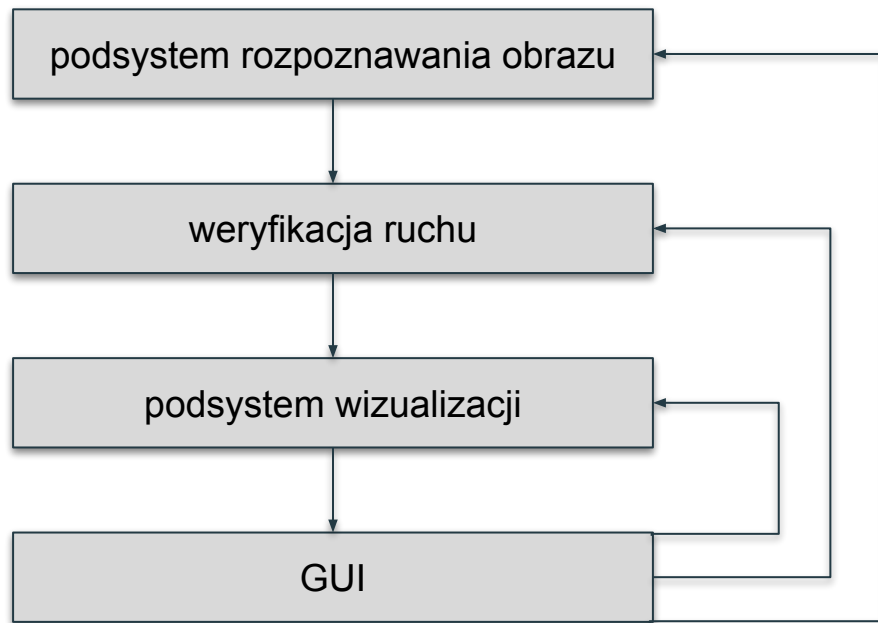 podsystem rozpoznawania obrazu
weryfikacja ruchu
podsystem wizualizacji
GUI